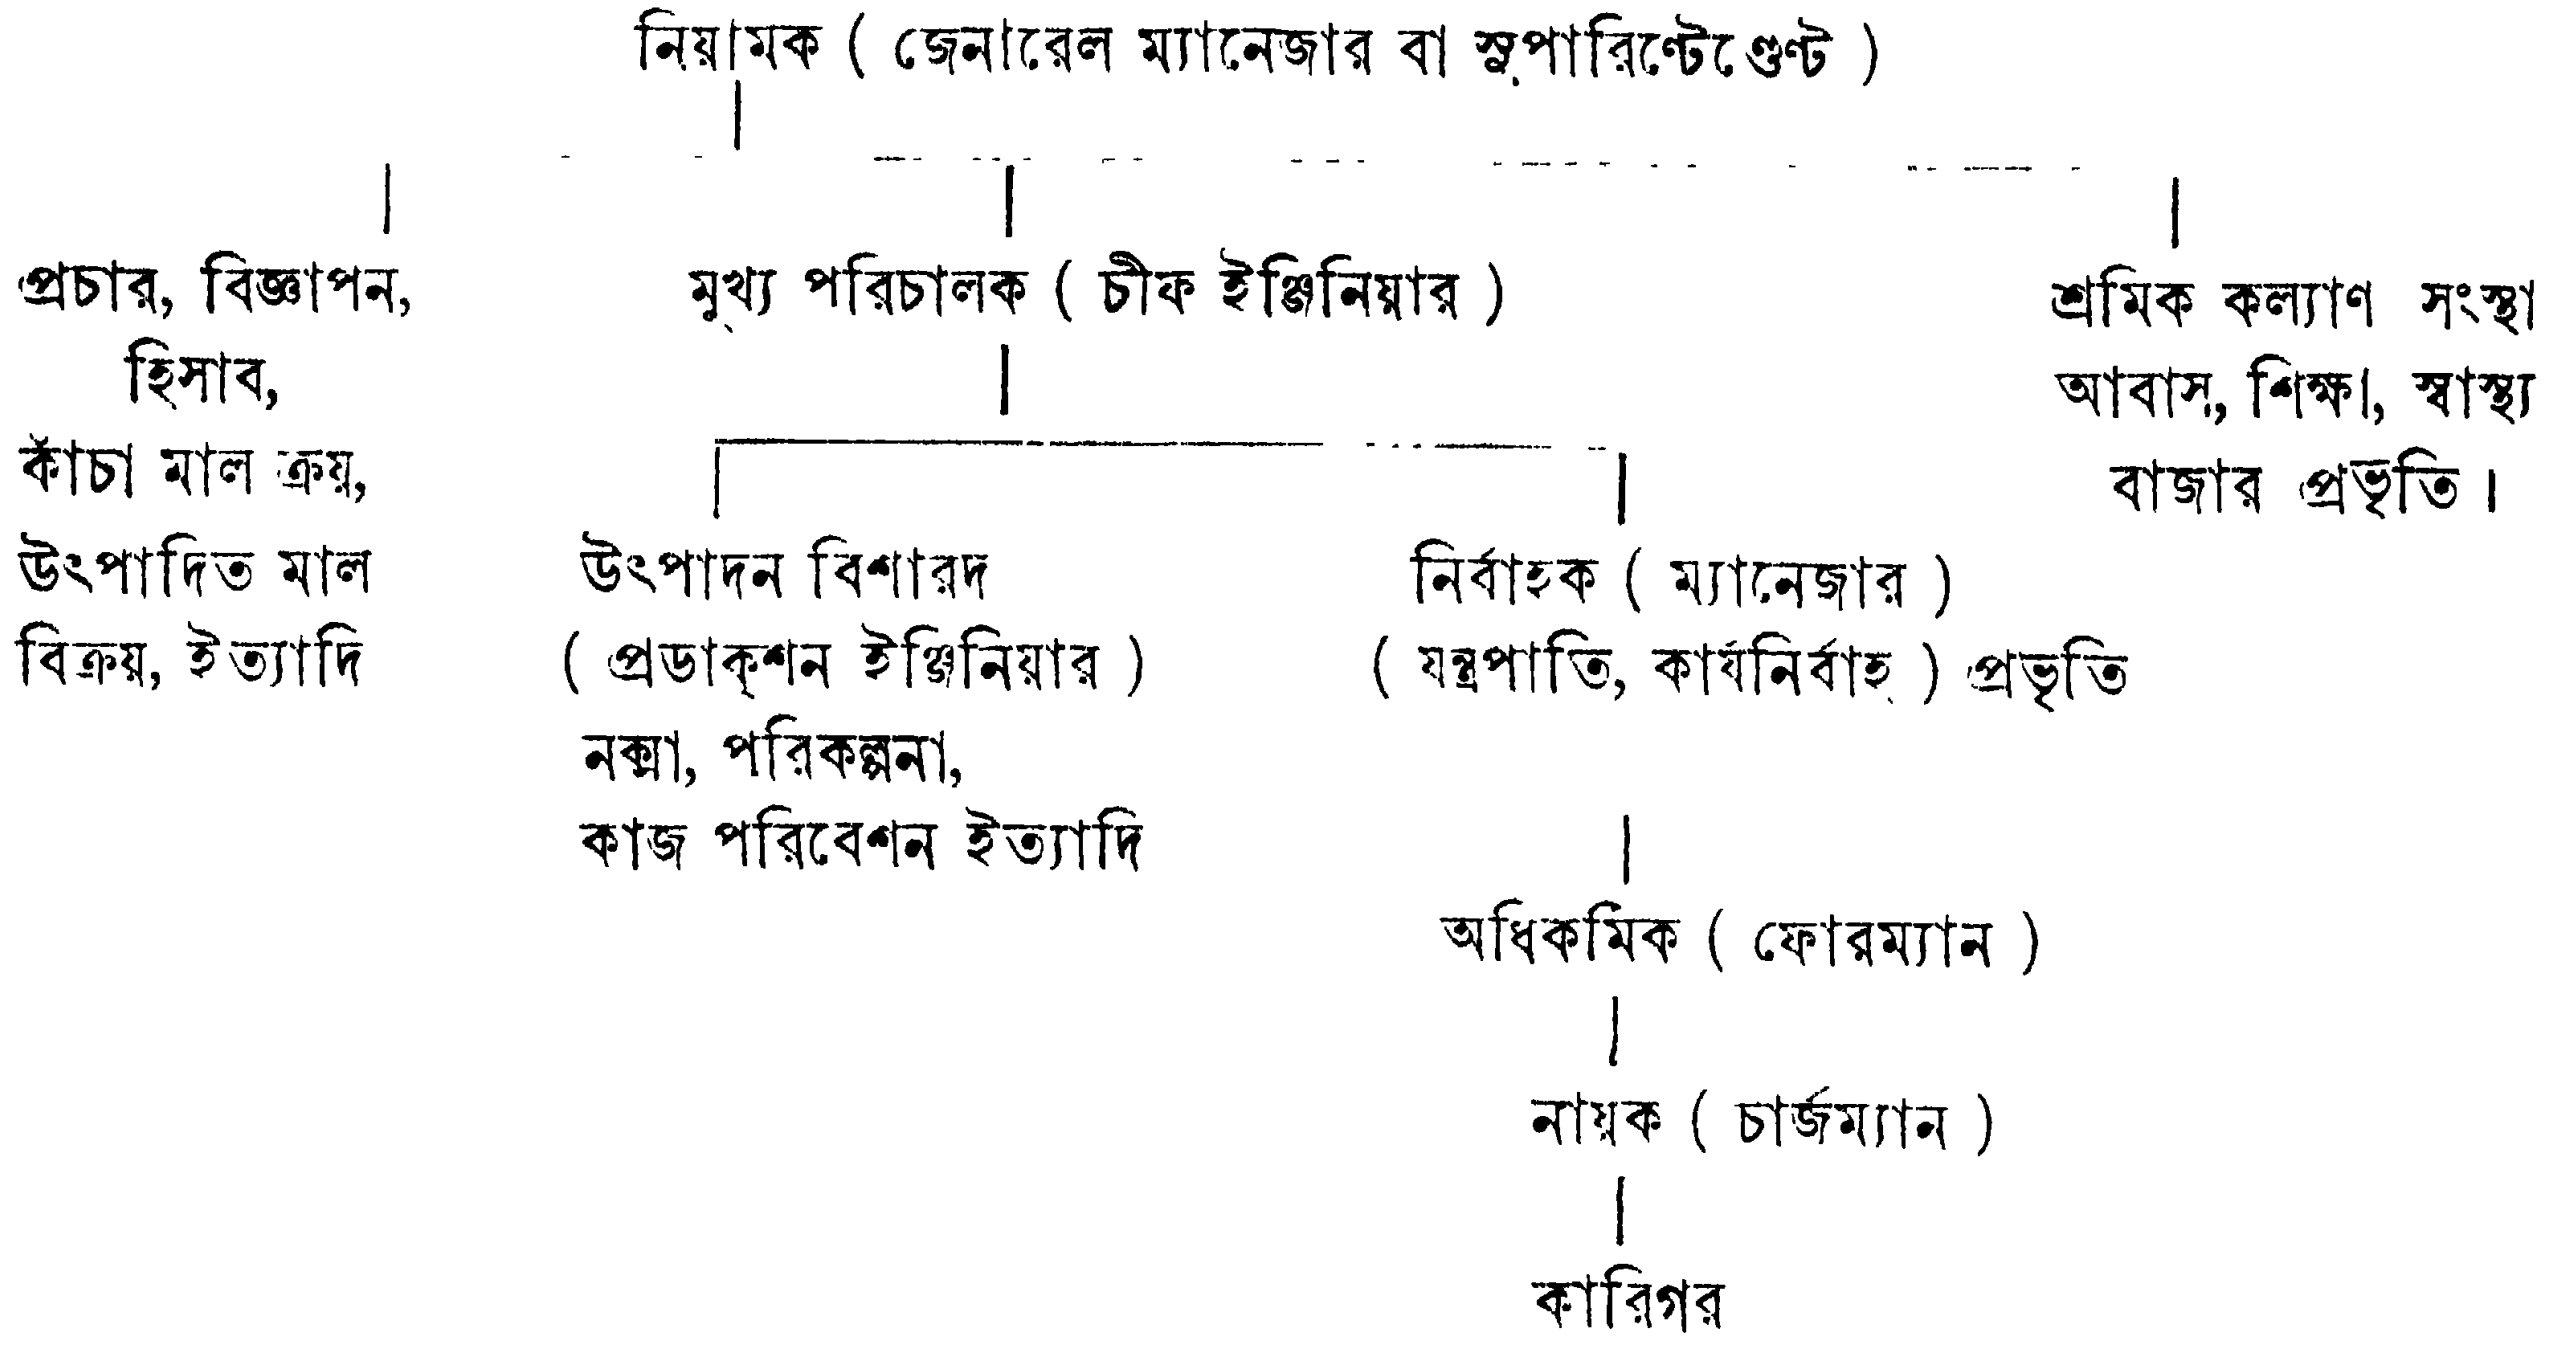 নিয়ামক ( জেনারেল ম্যানেজার বা সুপারিণ্টেণ্ডেণ্ট )
প্রচার, বিজ্ঞাপন,
হিসাব,
কাঁচা মাল ক্রয়,
উৎপাদিত মাল
বিক্রয়, ইত্যাদি
মুখ্য পরিচালক ( চীফ ইঞ্জিনিয়ার )
শ্রমিক কল্যাণ সংস্থা
আবাস, শিক্ষা, স্বাস্থ্য
বাজার প্রভৃতি ।
উৎপাদন বিশারদ
( প্রডাক্‌শন ইঞ্জিনিয়ার )
নক্সা, পরিকল্পনা,
কাজ পরিবেশন ইত্যাদি
নির্বাহক ( ম্যানেজার )
( যন্ত্রপাতি, কার্যনির্বাহ ) প্রভৃতি
অধিকর্মিক ( ফোরম্যান )
নায়ক ( চার্জম্যান )
কারিগর